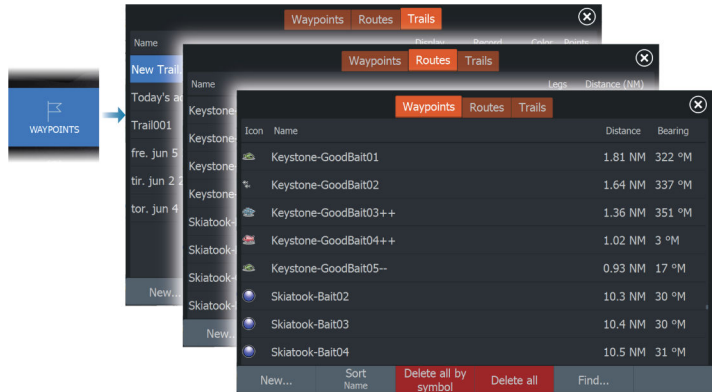 WAYPOINTS
Waypoints Routes Trails
Name Display Record Color Points
New Trail
Today's a
Trail001
fre. jun 5
tir. jun 2 2
tor. jun 4
New...
Waypoints Routes Trails
Name Legs Distance (NM)
Keystone-
Keystone-
Keystone-
Keystone-
Skiatook-
Skiatook-
Skiatook-
Skiatook-
New...
Waypoints Routes Trails
Icon Name Distance Bearing
Keystone-GoodBait01 1.81 NM 322 °M
Keystone-GoodBait02 1.64 NM 337 °M
Keystone-GoodBait03++ 1.36 NM 351 °M
Keystone-GoodBait04++ 1.02 NM 3 °M
Keystone-GoodBait05-- 0.93 NM 17 °M
Skiatook-Bait02 10.3 NM 30 °M
Skiatook-Bait03 10.4 NM 30 °M
Skiatook-Bait04 10.5 NM 31 °M
New... Sort Name Delete all by symbol Delete all Find...